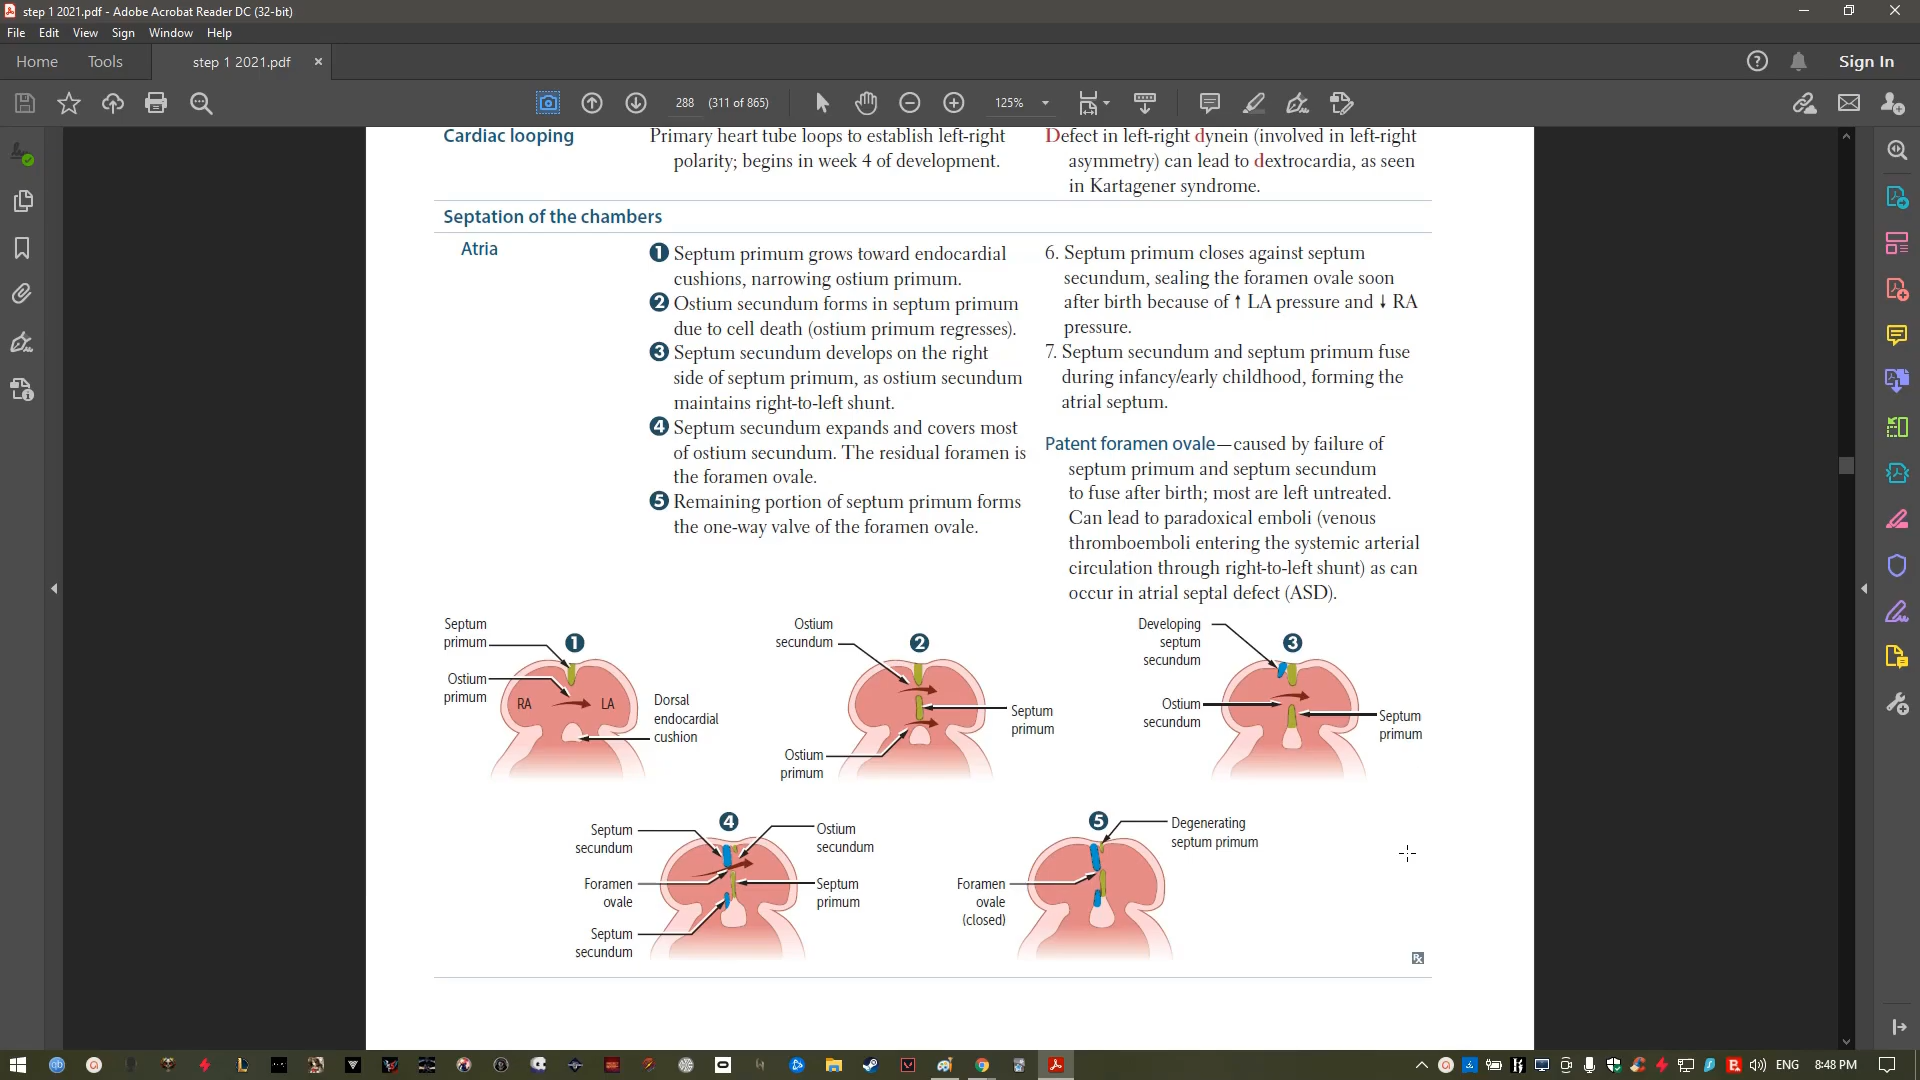 step 1 2021.pdf - Adobe Acrobat Reader DC (32-bit)
File Edit View Sign Window Help
Home Tools step 1 2021.pdf × Sign In
288 (311 of 865) 125%
Cardiac looping
Primary heart tube loops to establish left-right
polarity; begins in week 4 of development.
Defect in left-right dynein (involved in left-right
asymmetry) can lead to dextrocardia, as seen
in Kartagener syndrome.
Septation of the chambers
Atria
1 Septum primum grows toward endocardial
cushions, narrowing ostium primum.
2 Ostium secundum forms in septum primum
due to cell death (ostium primum regresses).
3 Septum secundum develops on the right
side of septum primum, as ostium secundum
maintains right-to-left shunt.
4 Septum secundum expands and covers most
of ostium secundum. The residual foramen is
the foramen ovale.
5 Remaining portion of septum primum forms
the one-way valve of the foramen ovale.
6. Septum primum closes against septum
secundum, sealing the foramen ovale soon
after birth because of ↑ LA pressure and ↓ RA
pressure.
7. Septum secundum and septum primum fuse
during infancy/early childhood, forming the
atrial septum.
Patent foramen ovale—caused by failure of
septum primum and septum secundum
to fuse after birth; most are left untreated.
Can lead to paradoxical emboli (venous
thromboemboli entering the systemic arterial
circulation through right-to-left shunt) as can
occur in atrial septal defect (ASD).
1
Septum
primum
Ostium
primum
RA LA
Dorsal
endocardial
cushion
2
Ostium
secundum
Septum
primum
Ostium
primum
3
Developing
septum
secundum
Ostium
secundum
Septum
primum
4
Septum
secundum
Ostium
secundum
Foramen
ovale
Septum
primum
Septum
secundum
5
Degenerating
septum primum
Foramen
ovale
(closed)
Rx
ENG 8:48 PM